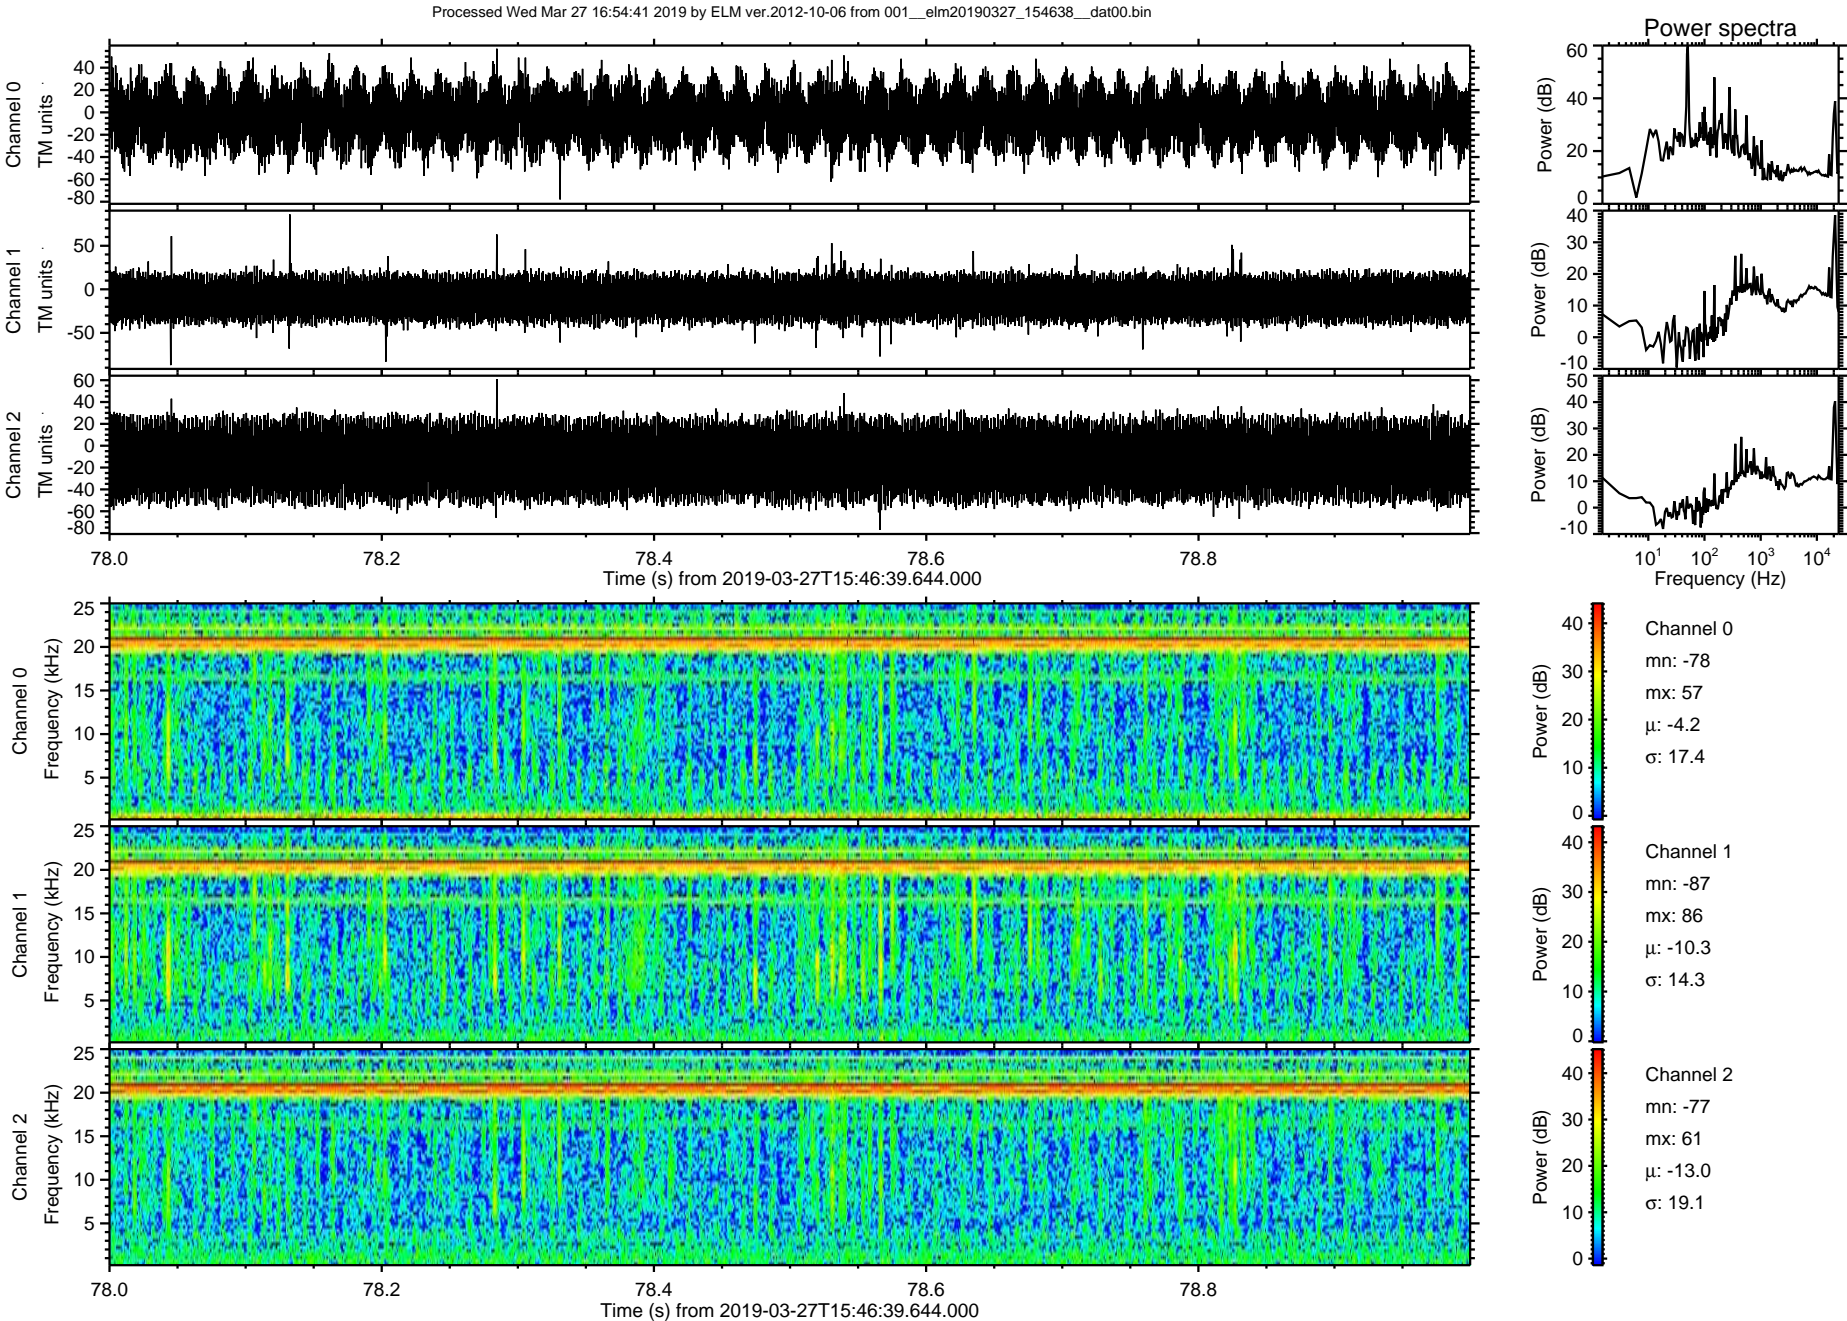 Processed Wed Mar 27 16:54:41 2019 by ELM ver.2012-10-06 from 001__elm20190327_154638__dat00.bin
Power spectra
Channel 0
TM units
40
20
0
-20
-40
-60
-80
Power (dB)
60
40
20
0
Channel 1
TM units
50
0
-50
Power (dB)
40
30
20
10
0
-10
Channel 2
TM units
60
40
20
0
-20
-40
-60
-80
Power (dB)
50
40
30
20
10
0
-10
78.0 78.2 78.4 78.6 78.8
Time (s) from 2019-03-27T15:46:39.644.000
10¹ 10² 10³ 10⁴
Frequency (Hz)
Channel 0
Frequency (kHz)
25
20
15
10
5
Power (dB)
40
30
20
10
0
Channel 0
mn: -78
mx: 57
μ: -4.2
σ: 17.4
Channel 1
Frequency (kHz)
25
20
15
10
5
Power (dB)
40
30
20
10
0
Channel 1
mn: -87
mx: 86
μ: -10.3
σ: 14.3
Channel 2
Frequency (kHz)
25
20
15
10
5
Power (dB)
40
30
20
10
0
Channel 2
mn: -77
mx: 61
μ: -13.0
σ: 19.1
78.0 78.2 78.4 78.6 78.8
Time (s) from 2019-03-27T15:46:39.644.000